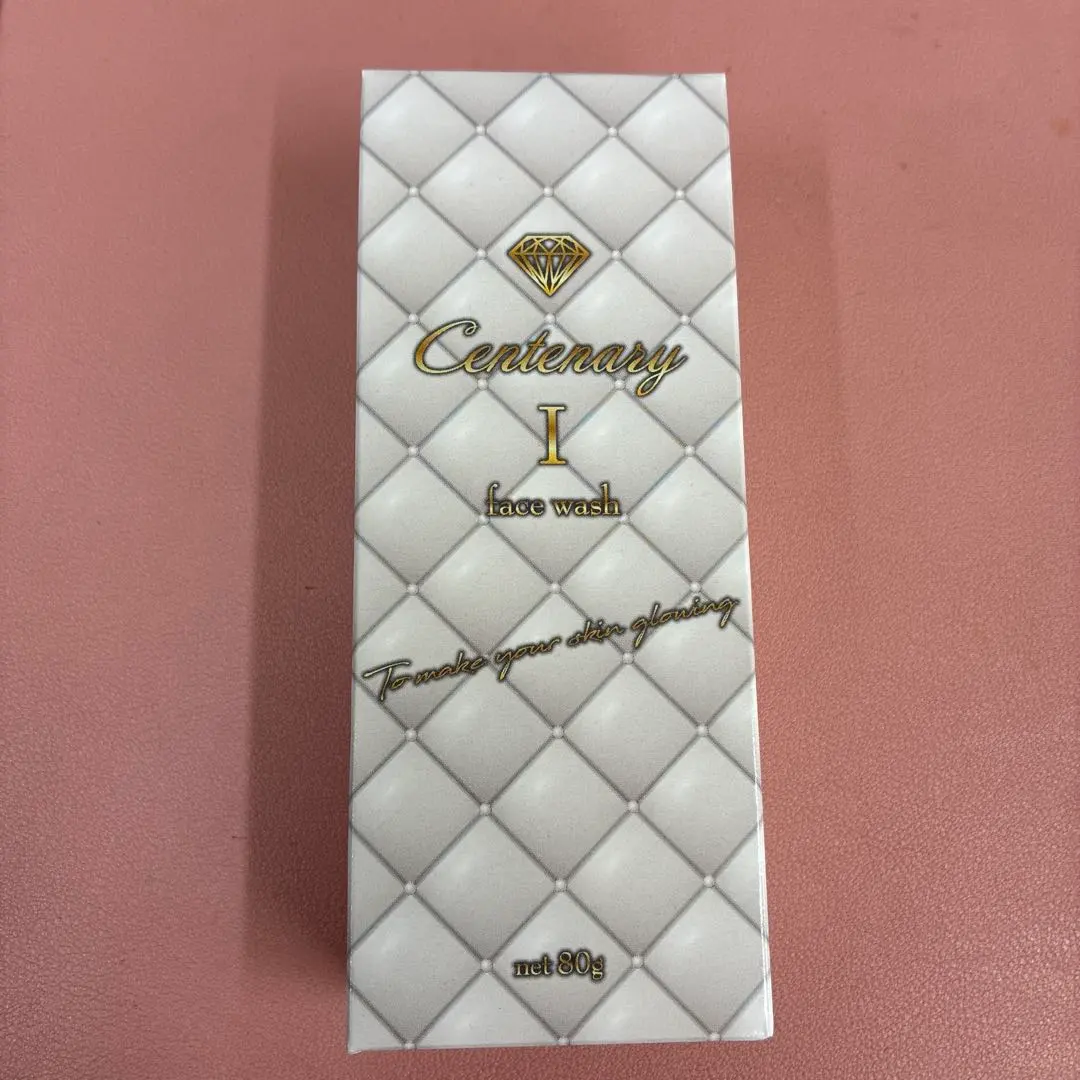 Centenary
I
face wash
To make your skin glowing
net 80g